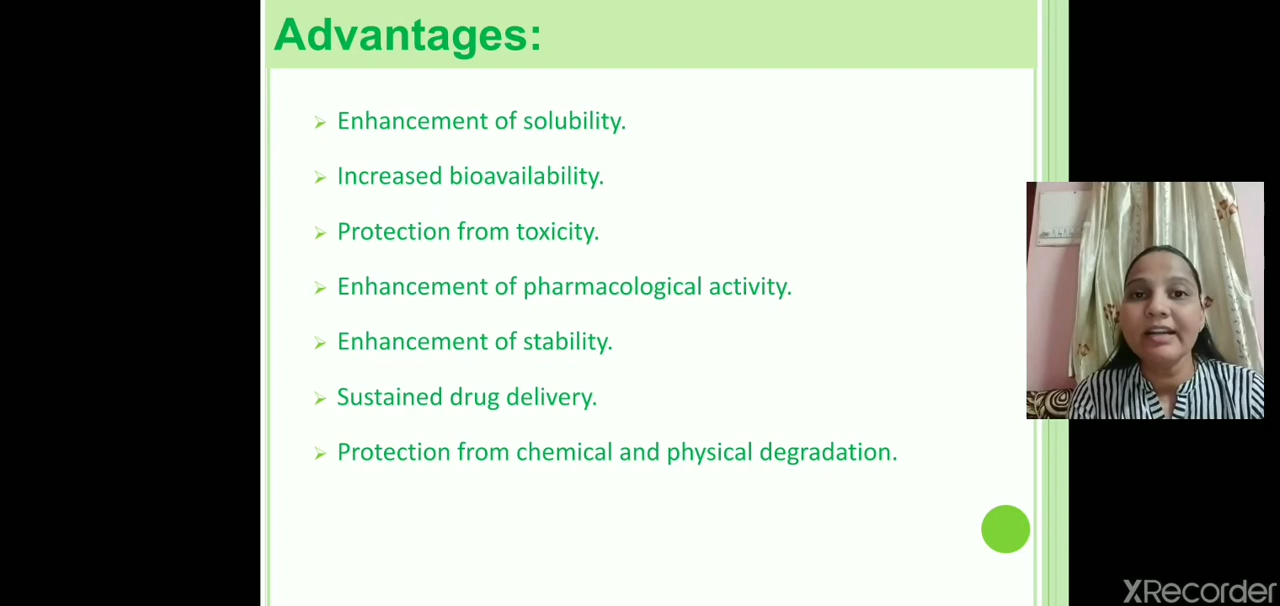 Advantages:
Enhancement of solubility.
Increased bioavailability.
Protection from toxicity.
Enhancement of pharmacological activity.
Enhancement of stability.
Sustained drug delivery.
Protection from chemical and physical degradation.
XRecorder